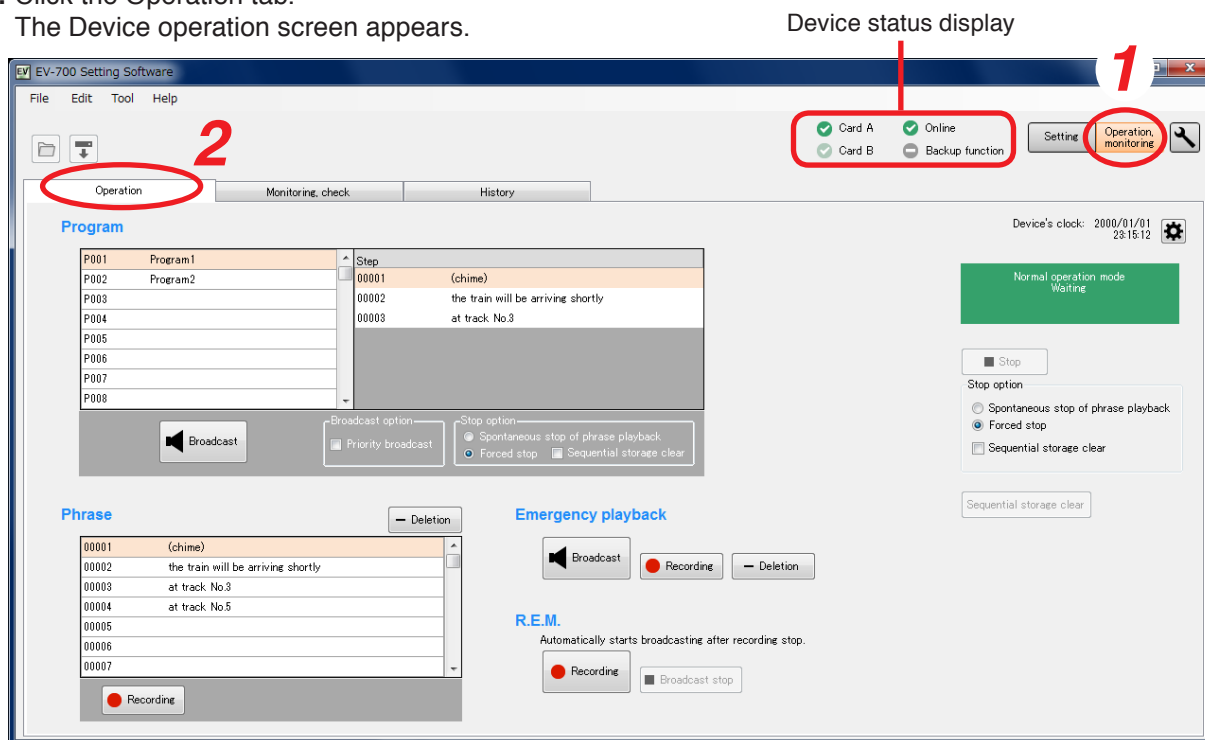 Click the Operation tab.
The Device operation screen appears.
Device status display
EV EV-700 Setting Software
1
File Edit Tool Help
2
Card A Online
Card B Backup function
Setting
Operation, monitoring
Operation Monitoring, check History
Program
Device's clock: 2000/01/01
23:15:12
P001 Program1
P002 Program2
P003
P004
P005
P006
P007
P008
Step
00001 (chime)
00002 the train will be arriving shortly
00003 at track No.3
Normal operation mode
Waiting
Stop
Stop option
Spontaneous stop of phrase playback
Forced stop
Sequential storage clear
Sequential storage clear
Broadcast
Broadcast option
Priority broadcast
Stop option
Spontaneous stop of phrase playback
Forced stop Sequential storage clear
Phrase
Deletion
00001 (chime)
00002 the train will be arriving shortly
00003 at track No.3
00004 at track No.5
00005
00006
00007
Recording
Emergency playback
Broadcast Recording Deletion
R.E.M.
Automatically starts broadcasting after recording stop.
Recording Broadcast stop